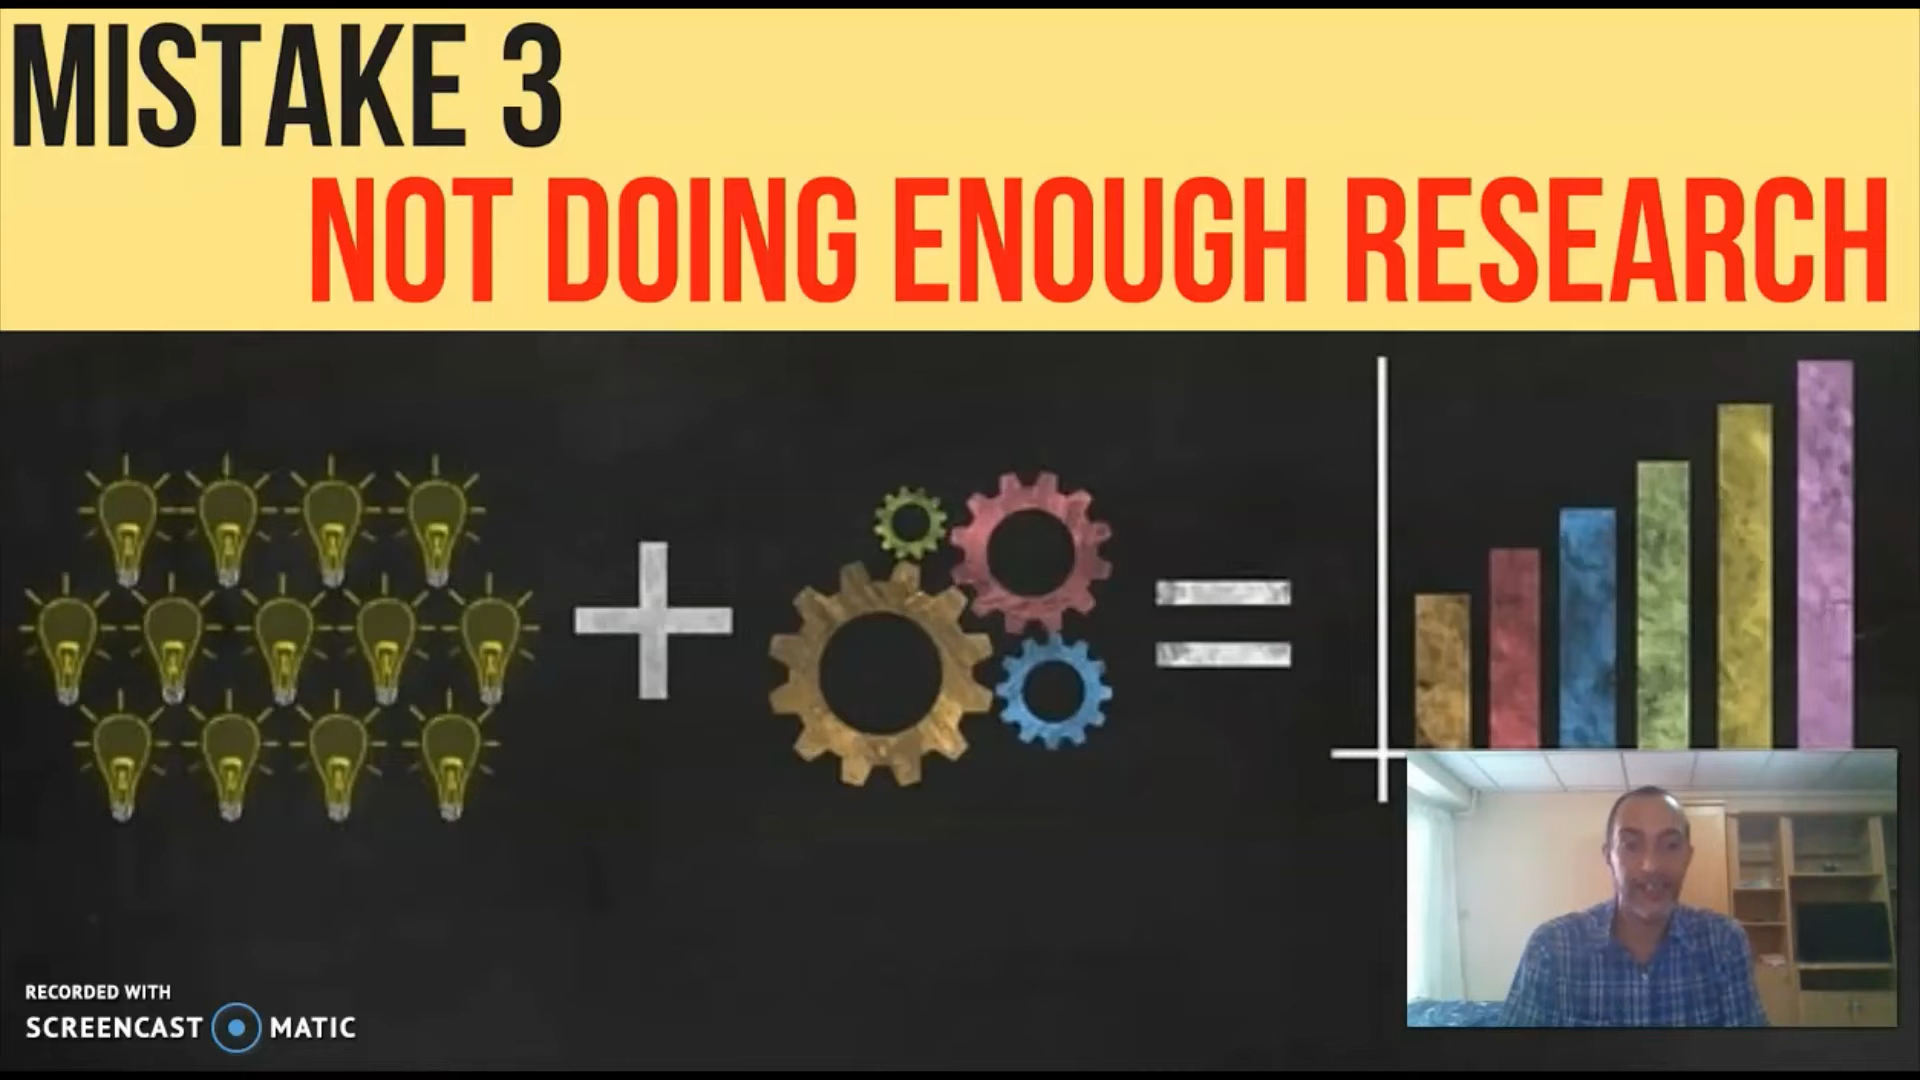 MISTAKE 3
NOT DOING ENOUGH RESEARCH
RECORDED WITH
SCREENCAST MATIC